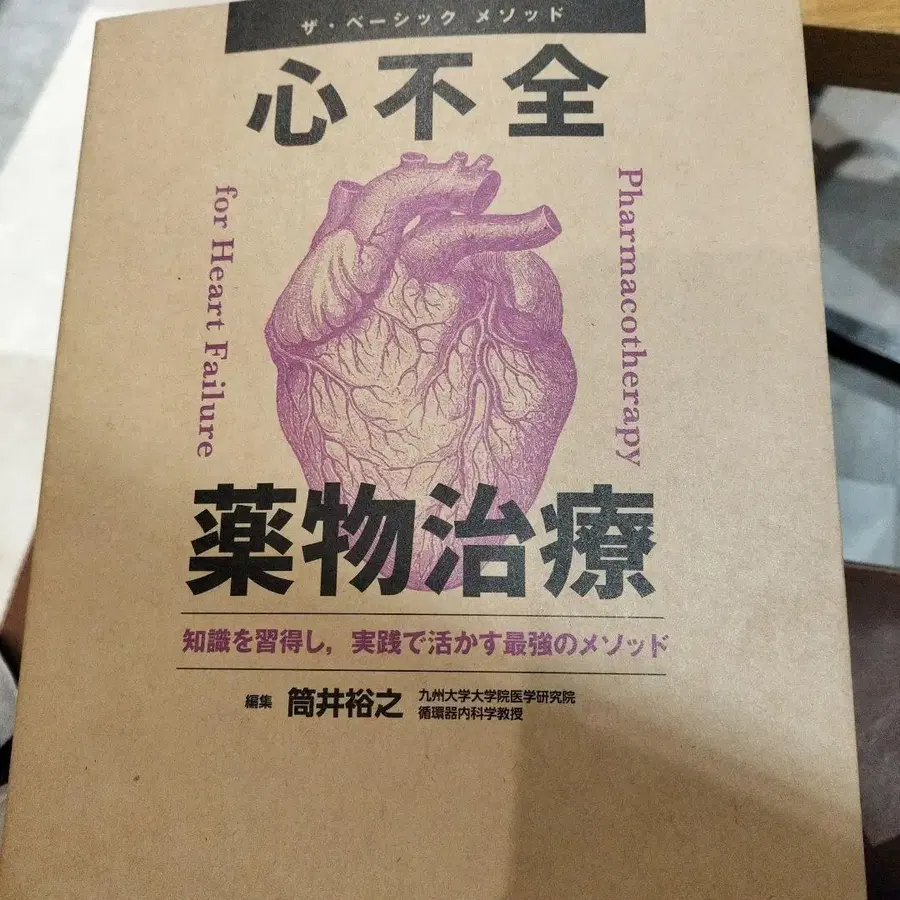 ザ・ベーシック メソッド
心不全
Pharmacotherapy
for Heart Failure
薬物治療
知識を習得し，実践で活かす最強のメソッド
編集 筒井裕之 九州大学大学院医学研究院
循環器内科学教授